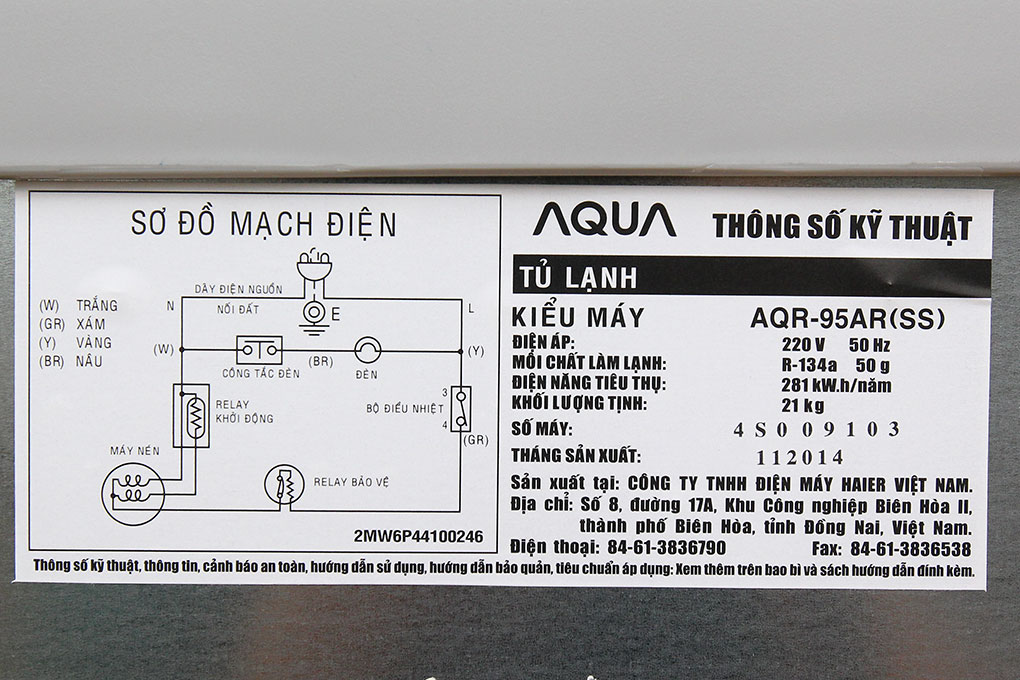 SƠ ĐỒ MẠCH ĐIỆN
DÂY ĐIỆN NGUỒN
N
NỐI ĐẤT
E
L
(W) TRẮNG
(GR) XÁM
(Y) VÀNG
(BR) NÂU
(W)
(BR)
(Y)
CÔNG TẮC ĐÈN
ĐÈN
RELAY
KHỞI ĐỘNG
BỘ ĐIỀU NHIỆT
3
4
(GR)
MÁY NÉN
RELAY BẢO VỆ
2MW6P44100246
AQUA THÔNG SỐ KỸ THUẬT
TỦ LẠNH
KIỂU MÁY AQR-95AR(SS)
ĐIỆN ÁP: 220 V 50 Hz
MÔI CHẤT LÀM LẠNH: R-134a 50 g
ĐIỆN NĂNG TIÊU THỤ: 281 kW.h/năm
KHỐI LƯỢNG TỊNH: 21 kg
SỐ MÁY: 4S009103
THÁNG SẢN XUẤT: 112014
Sản xuất tại: CÔNG TY TNHH ĐIỆN MÁY HAIER VIỆT NAM.
Địa chỉ: Số 8, đường 17A, Khu Công nghiệp Biên Hòa II,
thành phố Biên Hòa, tỉnh Đồng Nai, Việt Nam.
Điện thoại: 84-61-3836790 Fax: 84-61-3836538
Thông số kỹ thuật, thông tin, cảnh báo an toàn, hướng dẫn sử dụng, hướng dẫn bảo quản, tiêu chuẩn áp dụng: Xem thêm trên bao bì và sách hướng dẫn đính kèm.